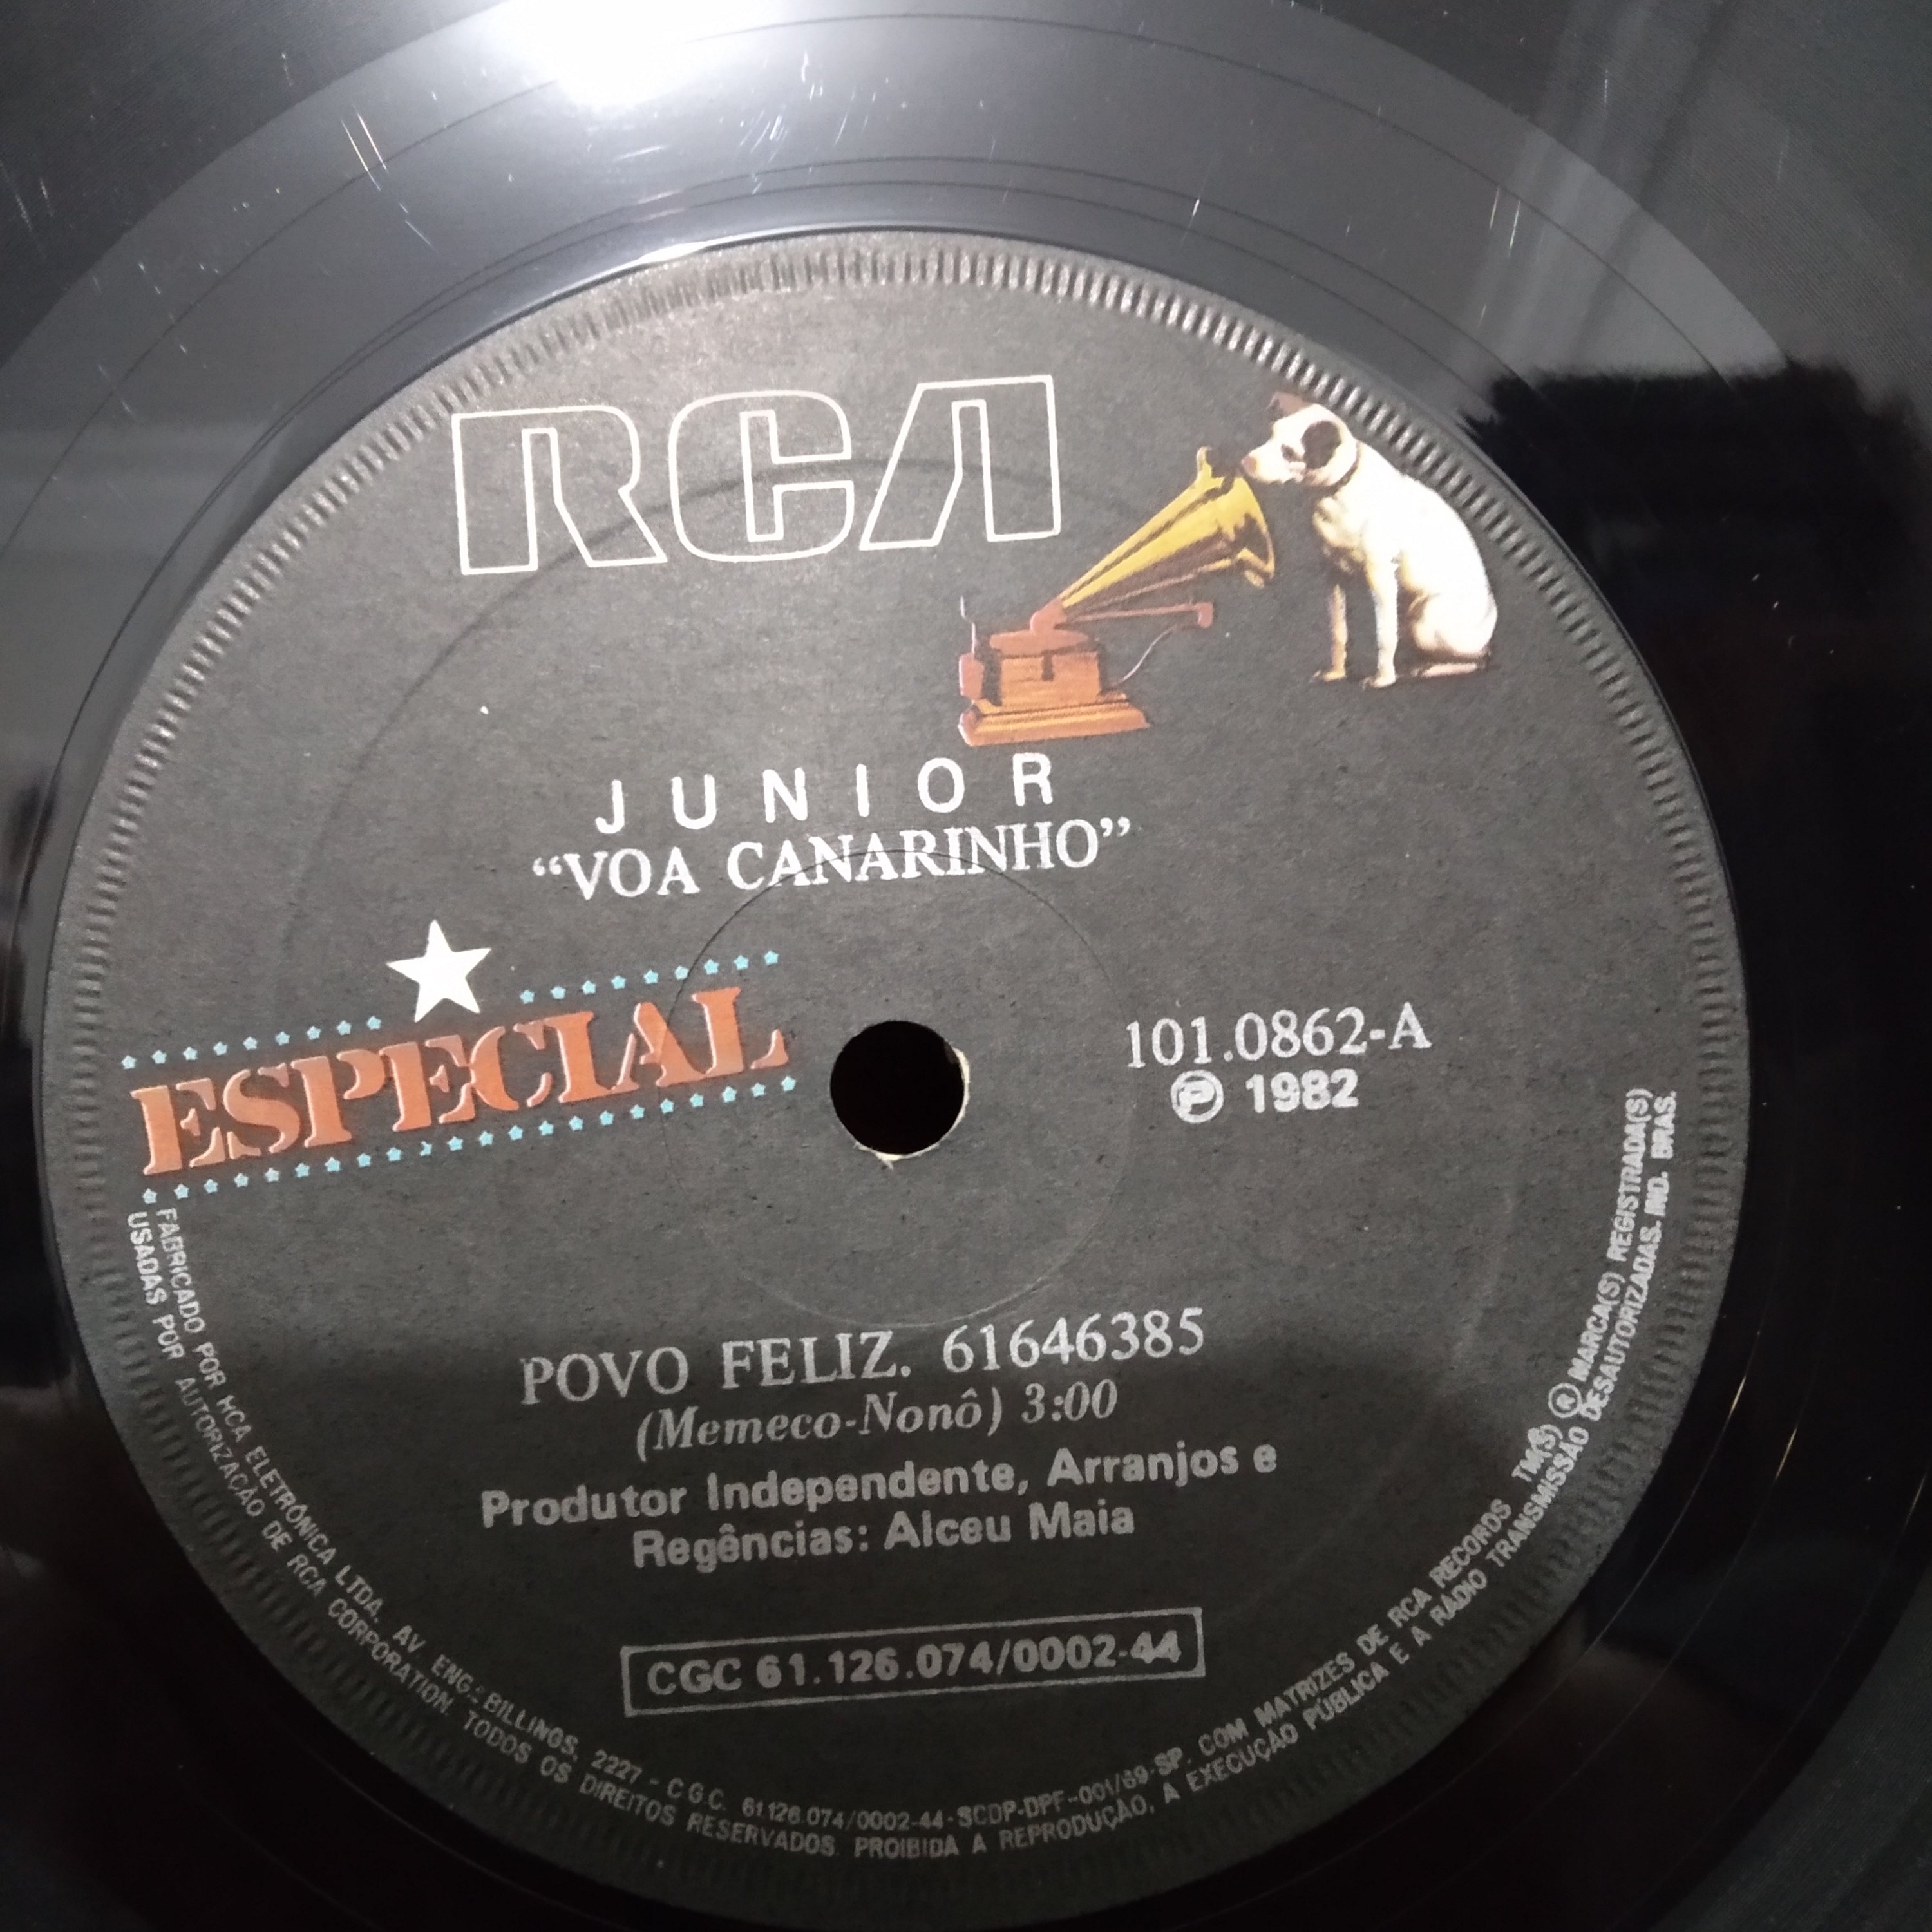 RCA
JUNIOR
“VOA CANARINHO”
ESPECIAL
101.0862-A
Ⓟ 1982
POVO FELIZ. 61646385
(Memeco-Nonô) 3:00
Produtor Independente, Arranjos e
Regências: Alceu Maia
CGC 61.126.074/0002-44
FABRICADO POR RCA ELETRÔNICA LTDA. AV. ENG.º BILLINGS, 2227 - C G C. 61 126.074/0002-44-SCDP-DPF-001/69-SP. COM MATRIZES DE RCA RECORDS. TM(S) ® MARCA(S) REGISTRADA(S)
USADAS POR AUTORIZAÇÃO DE RCA CORPORATION. TODOS OS DIREITOS RESERVADOS. PROIBIDA A REPRODUÇÃO, A EXECUÇÃO PÚBLICA E A RÁDIO TRANSMISSÃO DESAUTORIZADAS. IND. BRAS.